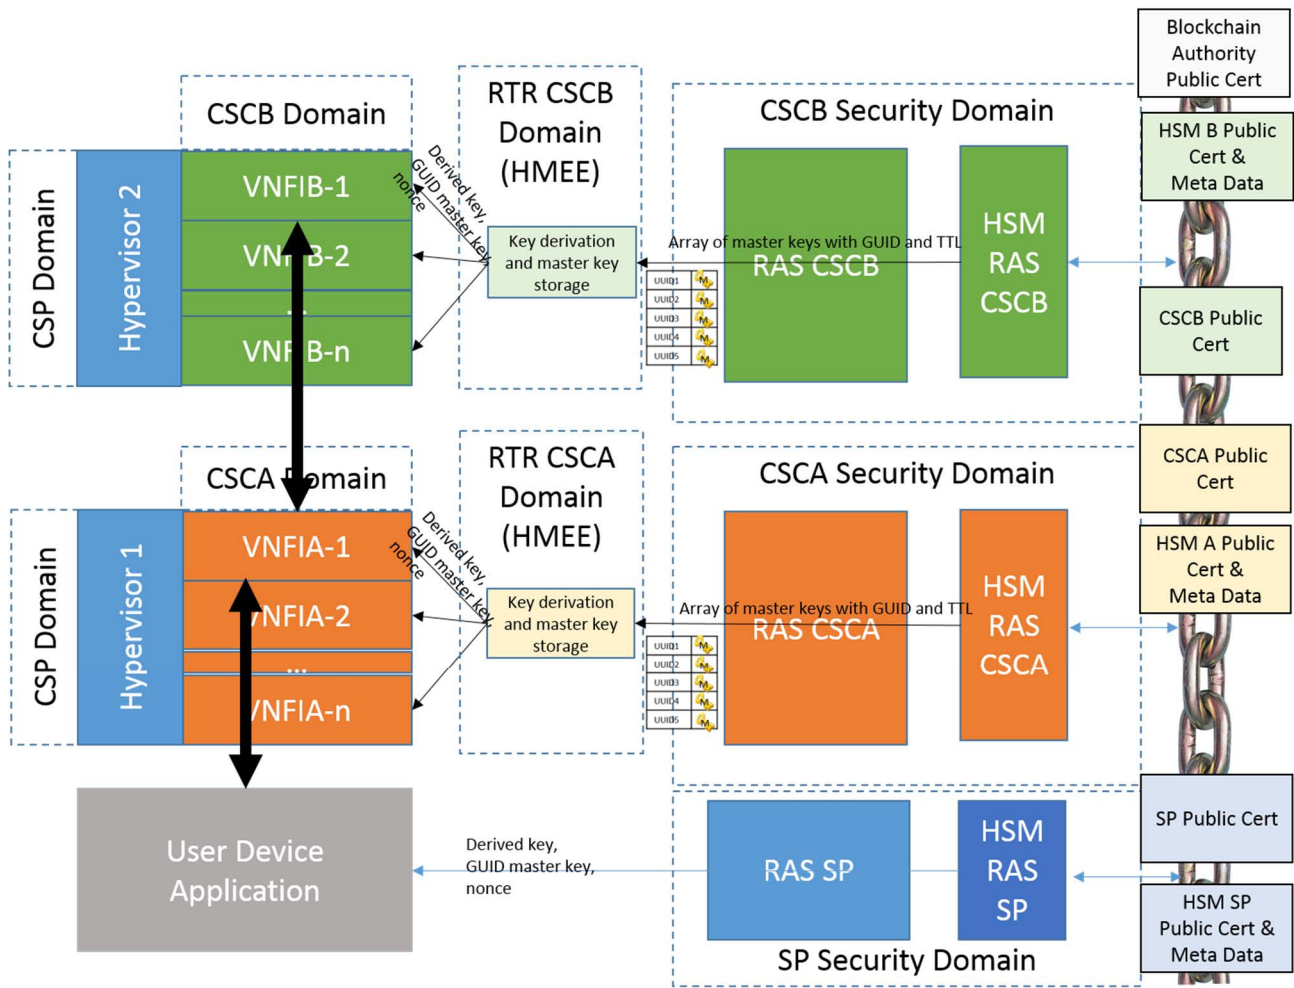 Blockchain
Authority
Public Cert
HSM B Public
Cert &
Meta Data
CSCB Public
Cert
CSCA Public
Cert
HSM A Public
Cert &
Meta Data
SP Public Cert
HSM SP
Public Cert &
Meta Data
CSCB Domain
CSP Domain
Hypervisor 2
VNFIB-1
VNFIB-2
...
VNFIB-n
Derived key,
GUID master key,
nonce
RTR CSCB
Domain
(HMEE)
Key derivation
and master key
storage
CSCB Security Domain
Array of master keys with GUID and TTL
RAS CSCB
UUID1 M
UUID2 M
UUID3 M
UUID4 M
UUID5 M
HSM
RAS
CSCB
CSCA Domain
CSP Domain
Hypervisor 1
VNFIA-1
VNFIA-2
...
VNFIA-n
Derived key,
GUID master key,
nonce
RTR CSCA
Domain
(HMEE)
Key derivation
and master key
storage
CSCA Security Domain
Array of master keys with GUID and TTL
RAS CSCA
UUID1 M
UUID2 M
UUID3 M
UUID4 M
UUID5 M
HSM
RAS
CSCA
User Device
Application
Derived key,
GUID master key,
nonce
RAS SP
HSM
RAS
SP
SP Security Domain